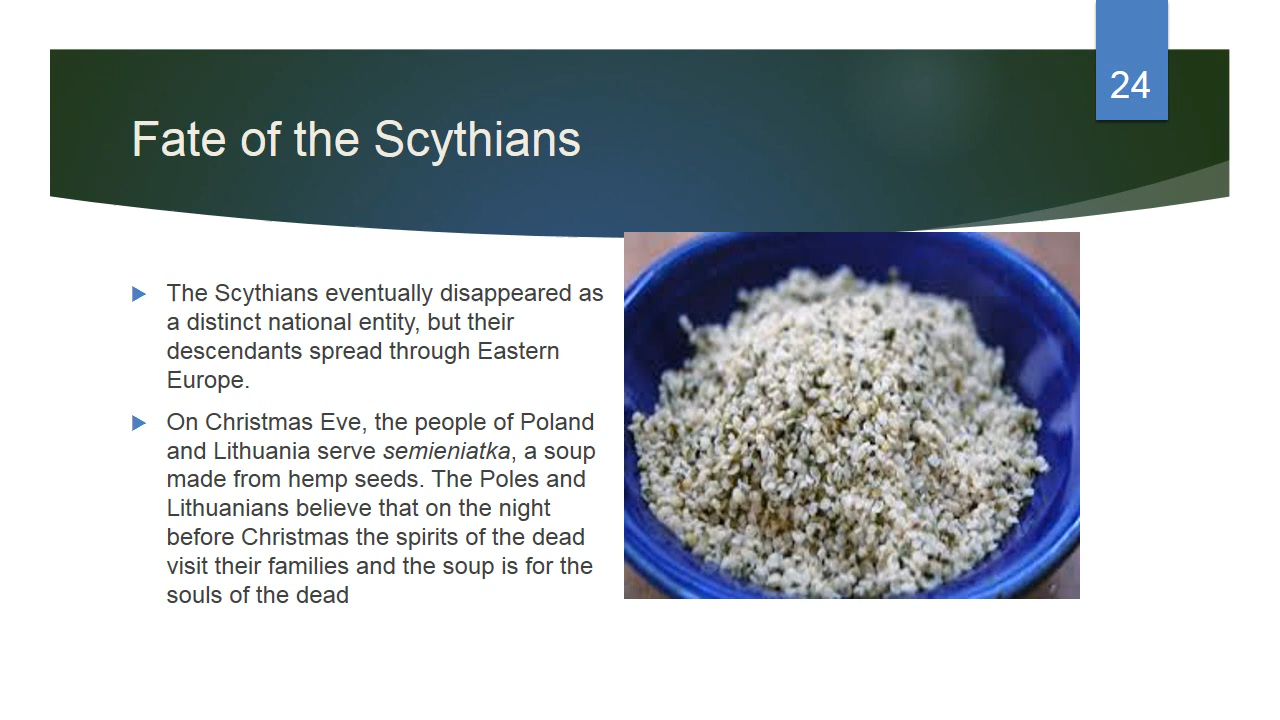 24
Fate of the Scythians
The Scythians eventually disappeared as
a distinct national entity, but their
descendants spread through Eastern
Europe.
On Christmas Eve, the people of Poland
and Lithuania serve semieniatka, a soup
made from hemp seeds. The Poles and
Lithuanians believe that on the night
before Christmas the spirits of the dead
visit their families and the soup is for the
souls of the dead